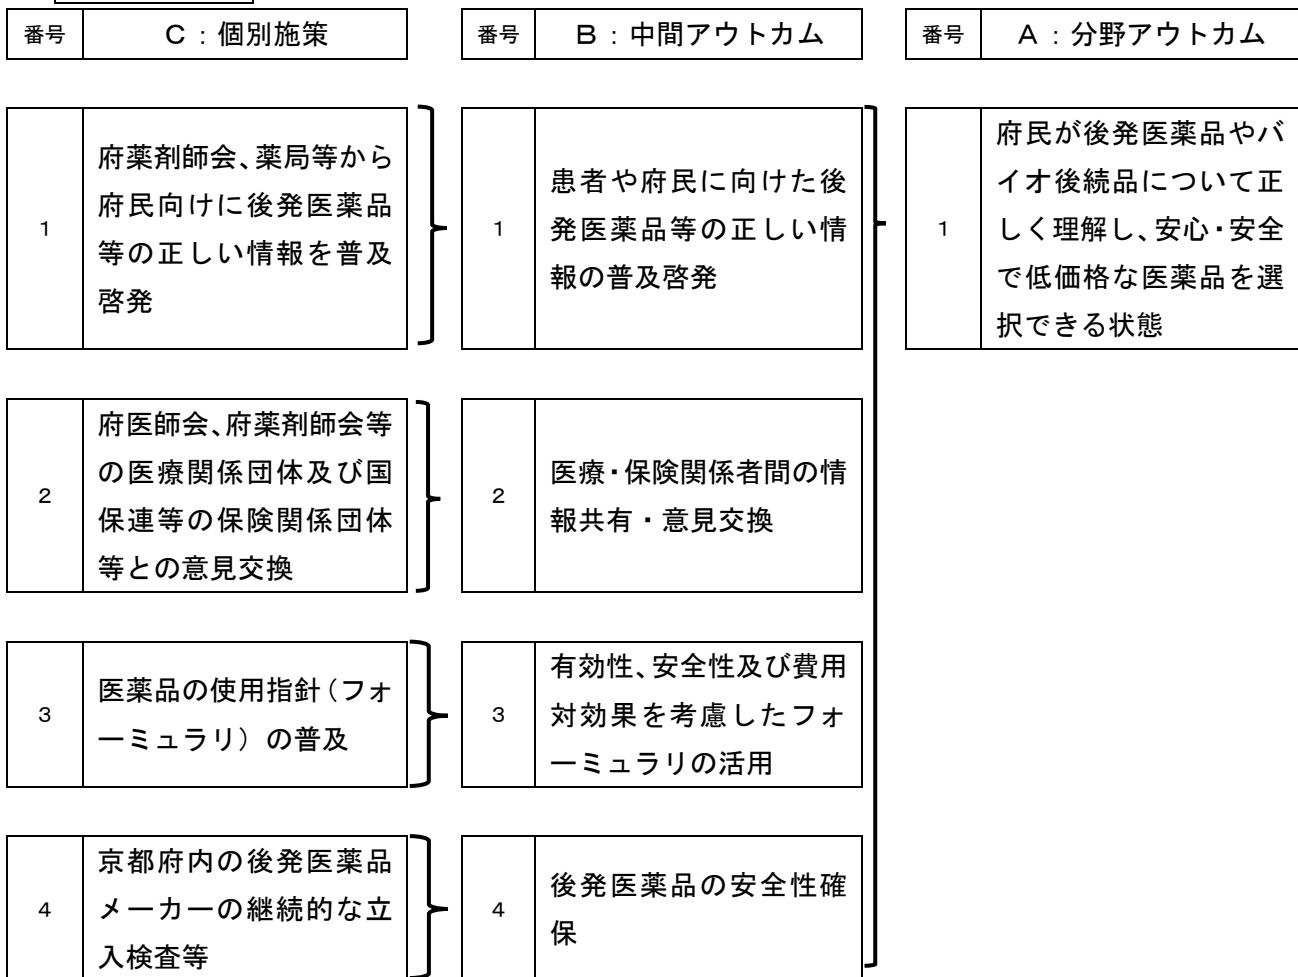 番号 C：個別施策 番号 B：中間アウトカム 番号 A：分野アウトカム
1
府薬剤師会、薬局等から
府民向けに後発医薬品
等の正しい情報を普及
啓発
1
患者や府民に向けた後
発医薬品等の正しい情
報の普及啓発
1
府民が後発医薬品やバ
イオ後続品について正
しく理解し、安心・安全
で低価格な医薬品を選
択できる状態
2
府医師会、府薬剤師会等
の医療関係団体及び国
保連等の保険関係団体
等との意見交換
2
医療・保険関係者間の情
報共有・意見交換
3
医薬品の使用指針（フォ
ーミュラリ）の普及
3
有効性、安全性及び費用
対効果を考慮したフォ
ーミュラリの活用
4
京都府内の後発医薬品
メーカーの継続的な立
入検査等
4
後発医薬品の安全性確
保